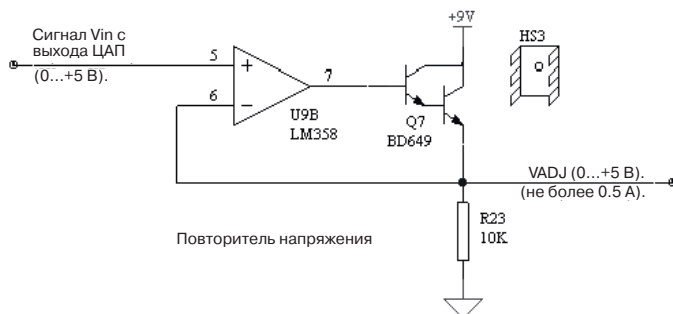 +9V
HS3
Сигнал Vin с
выхода ЦАП
(0...+5 В).
5
+
7
Q
6
−
U9B
LM358
Q7
BD649
VADJ (0...+5 В).
(не более 0.5 А).
R23
10K
Повторитель напряжения